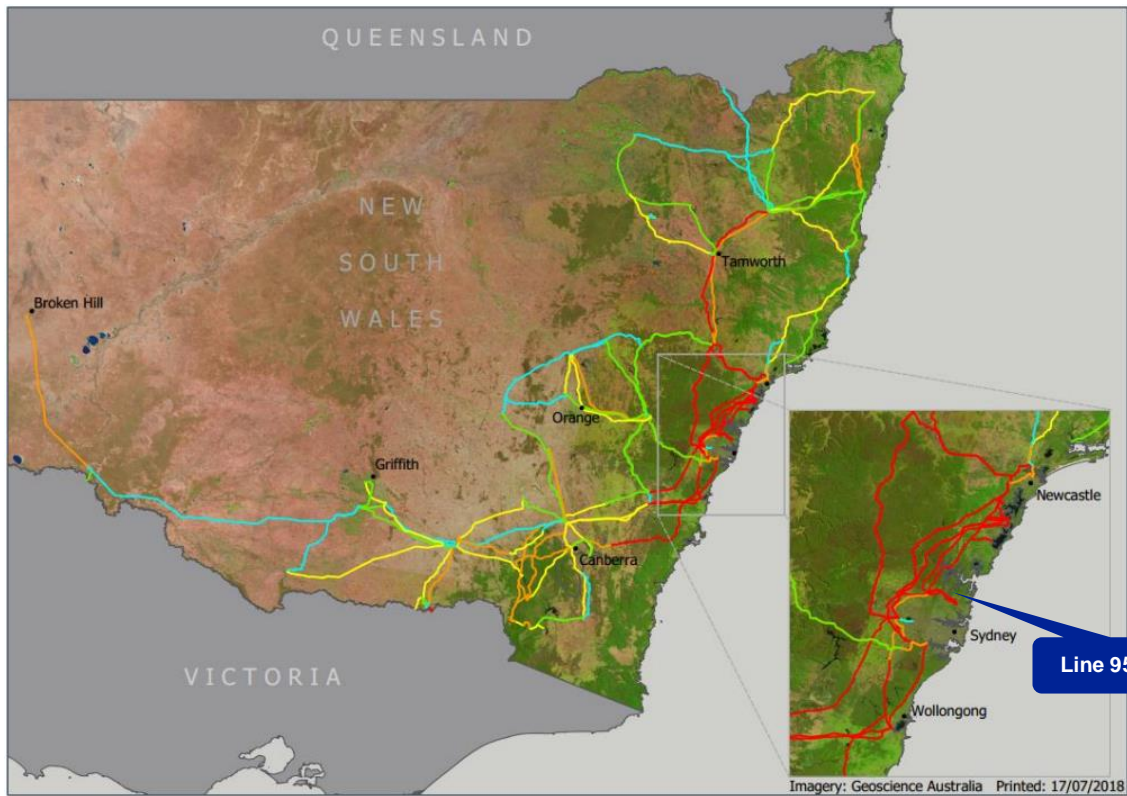 QUEENSLAND
NEW
SOUTH
WALES
Tamworth
Broken Hill
Orange
Griffith
Canberra
VICTORIA
Newcastle
Sydney
Line 95
Wollongong
Imagery: Geoscience Australia Printed: 17/07/2018